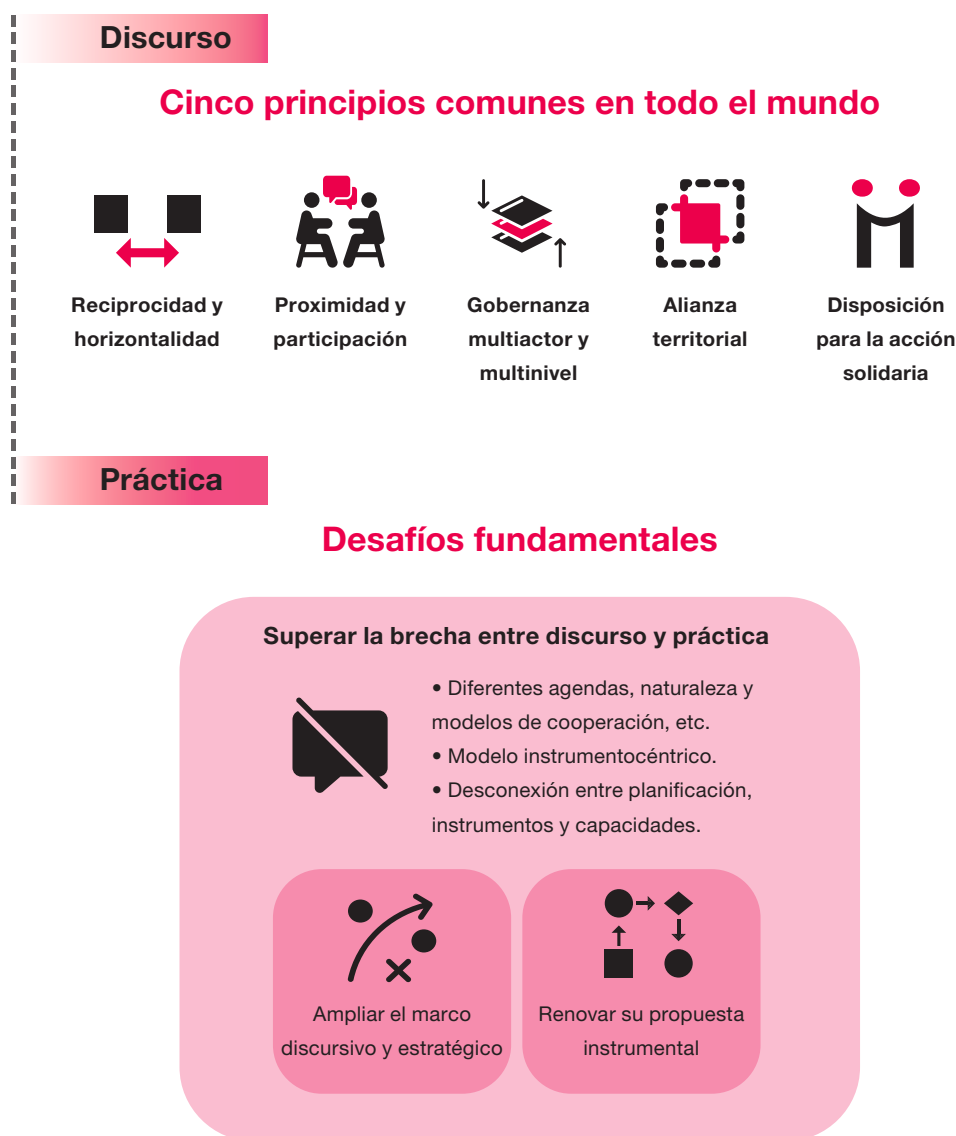 Discurso
Cinco principios comunes en todo el mundo
Reciprocidad y
horizontalidad
Proximidad y
participación
Gobernanza
multiactor y
multinivel
Alianza
territorial
Disposición
para la acción
solidaria
Práctica
Desafíos fundamentales
Superar la brecha entre discurso y práctica
• Diferentes agendas, naturaleza y
modelos de cooperación, etc.
• Modelo instrumentocéntrico.
• Desconexión entre planificación,
instrumentos y capacidades.
Ampliar el marco
discursivo y estratégico
Renovar su propuesta
instrumental